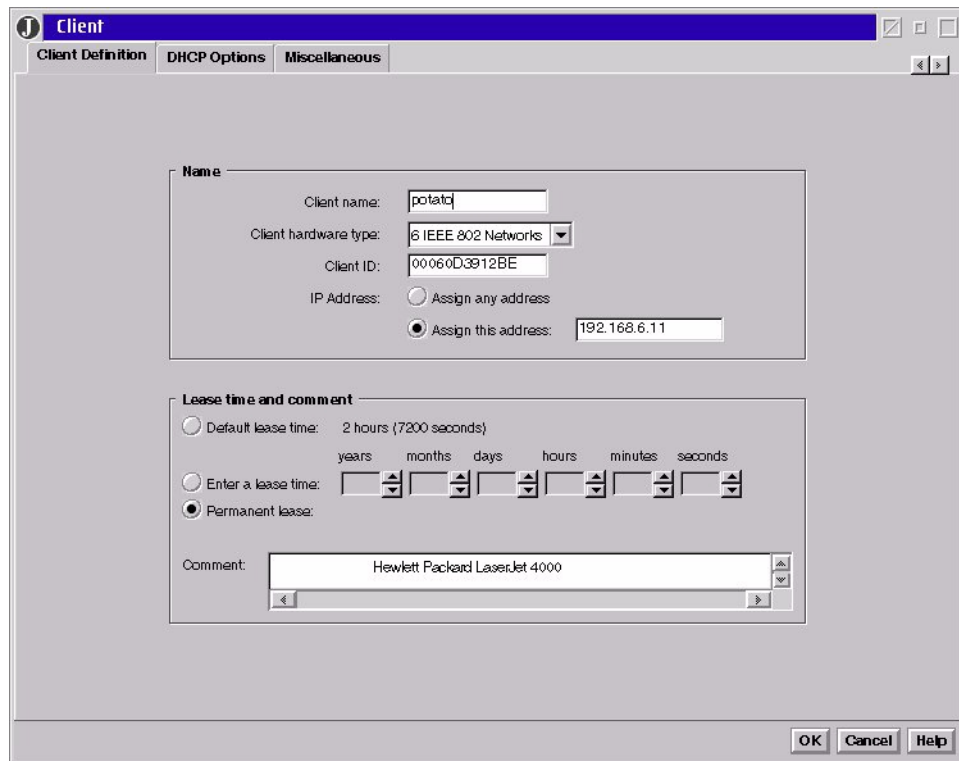 J Client
Client Definition DHCP Options Miscellaneous
Name
Client name: potato
Client hardware type: 6 IEEE 802 Networks
Client ID: 00060D3912BE
IP Address: Assign any address
Assign this address: 192.168.6.11
Lease time and comment
Default lease time: 2 hours (7200 seconds)
years months days hours minutes seconds
Enter a lease time:
Permanent lease:
Comment: Hewlett Packard LaserJet 4000
OK Cancel Help